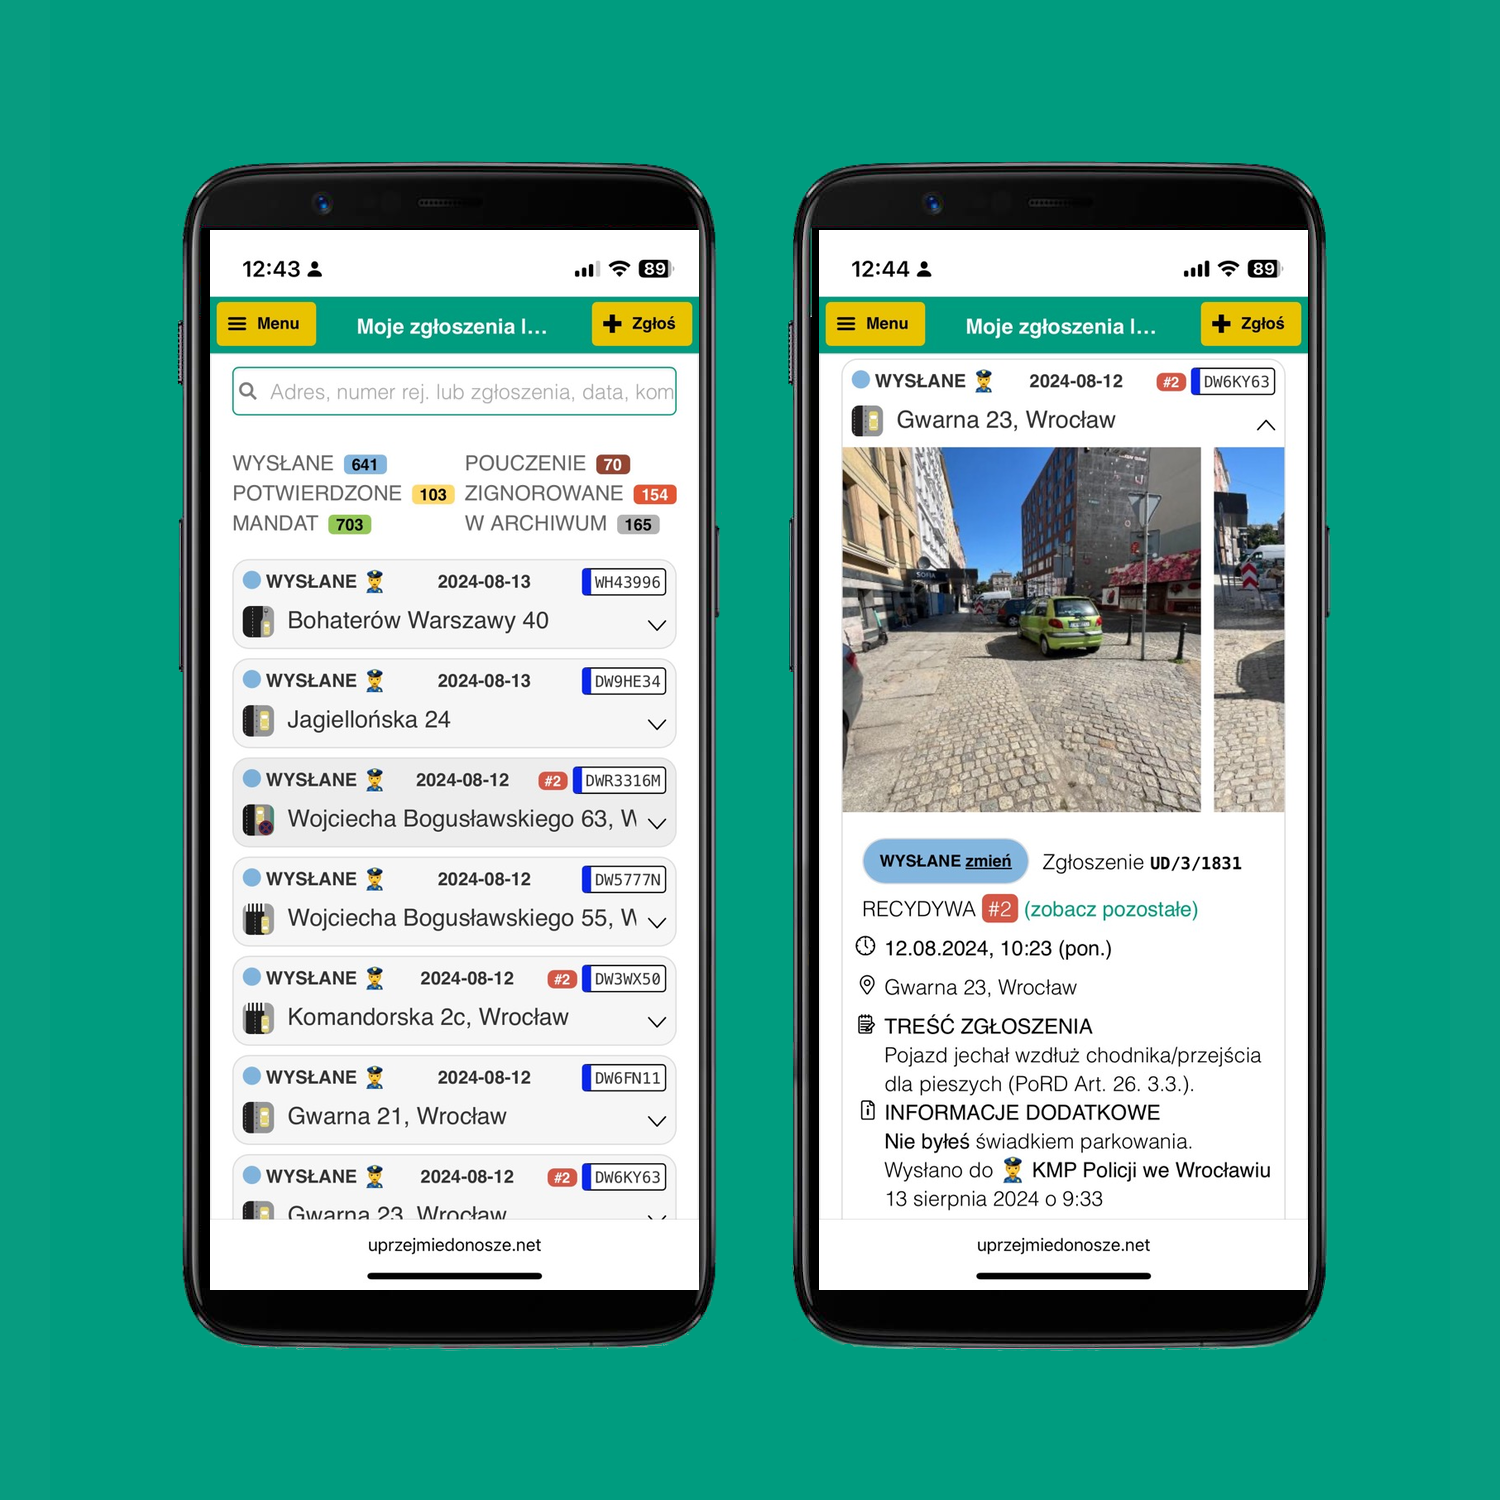 12:43
89
Menu
Moje zgłoszenia l...
Zgłoś
Adres, numer rej. lub zgłoszenia, data, kom
WYSŁANE 641
POUCZENIE 70
POTWIERDZONE 103
ZIGNOROWANE 154
MANDAT 703
W ARCHIWUM 165
WYSŁANE 2024-08-13 WH43996
Bohaterów Warszawy 40
WYSŁANE 2024-08-13 DW9HE34
Jagiellońska 24
WYSŁANE 2024-08-12 #2 DWR3316M
Wojciecha Bogusławskiego 63, W
WYSŁANE 2024-08-12 DW5777N
Wojciecha Bogusławskiego 55, W
WYSŁANE 2024-08-12 #2 DW3WX50
Komandorska 2c, Wrocław
WYSŁANE 2024-08-12 DW6FN11
Gwarna 21, Wrocław
WYSŁANE 2024-08-12 #2 DW6KY63
Gwarna 23, Wrocław
uprzejmiedonosze.net
12:44
89
Menu
Moje zgłoszenia l...
Zgłoś
WYSŁANE 2024-08-12 #2 DW6KY63
Gwarna 23, Wrocław
SOFIA
WYSŁANE zmień Zgłoszenie UD/3/1831
RECYDYWA #2 (zobacz pozostałe)
12.08.2024, 10:23 (pon.)
Gwarna 23, Wrocław
TREŚĆ ZGŁOSZENIA
Pojazd jechał wzdłuż chodnika/przejścia
dla pieszych (PoRD Art. 26. 3.3.).
INFORMACJE DODATKOWE
Nie byłeś świadkiem parkowania.
Wysłano do KMP Policji we Wrocławiu
13 sierpnia 2024 o 9:33
uprzejmiedonosze.net